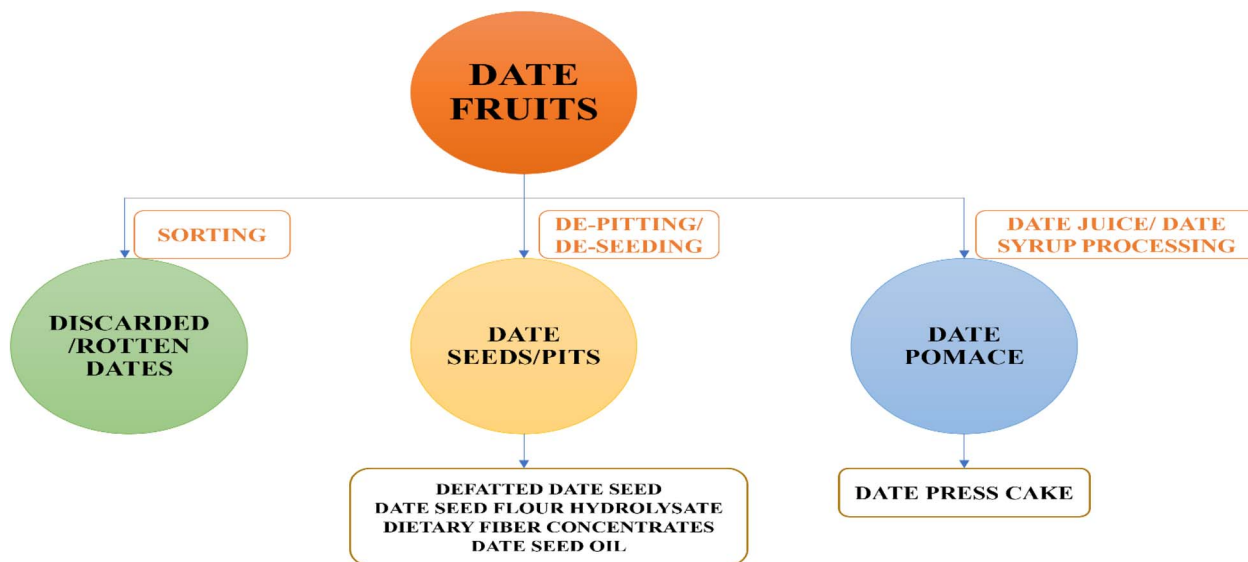 DATE
FRUITS
SORTING
DE-PITTING/
DE-SEEDING
DATE JUICE/ DATE
SYRUP PROCESSING
DISCARDED
/ROTTEN
DATES
DATE
SEEDS/PITS
DATE
POMACE
DEFATTED DATE SEED
DATE SEED FLOUR HYDROLYSATE
DIETARY FIBER CONCENTRATES
DATE SEED OIL
DATE PRESS CAKE